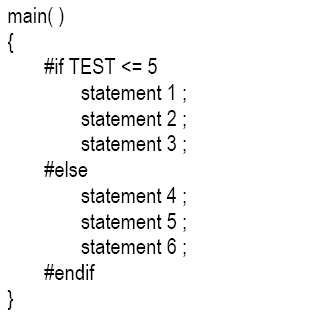 main( )
{
#if TEST <= 5
statement 1 ;
statement 2 ;
statement 3 ;
#else
statement 4 ;
statement 5 ;
statement 6 ;
#endif
}